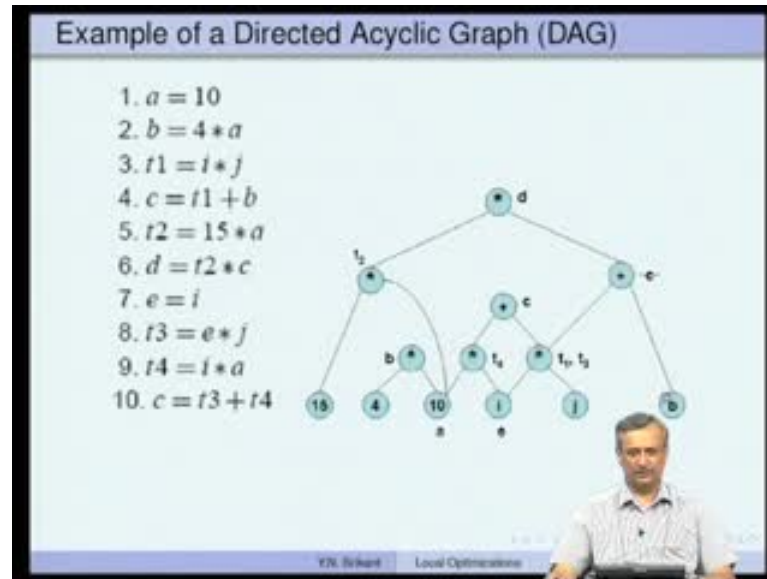 Example of a Directed Acyclic Graph (DAG)
1. a = 10
2. b = 4 * a
3. t1 = i * j
4. c = t1 + b
5. t2 = 15 * a
6. d = t2 * c
7. e = i
8. t3 = e * j
9. t4 = i * a
10. c = t3 + t4
* d
t2
*
+ c
+ c
b *
* t4
* t1, t3
15
4
10
i
j
b
a
e
Y.N. Srikant
Local Optimizations